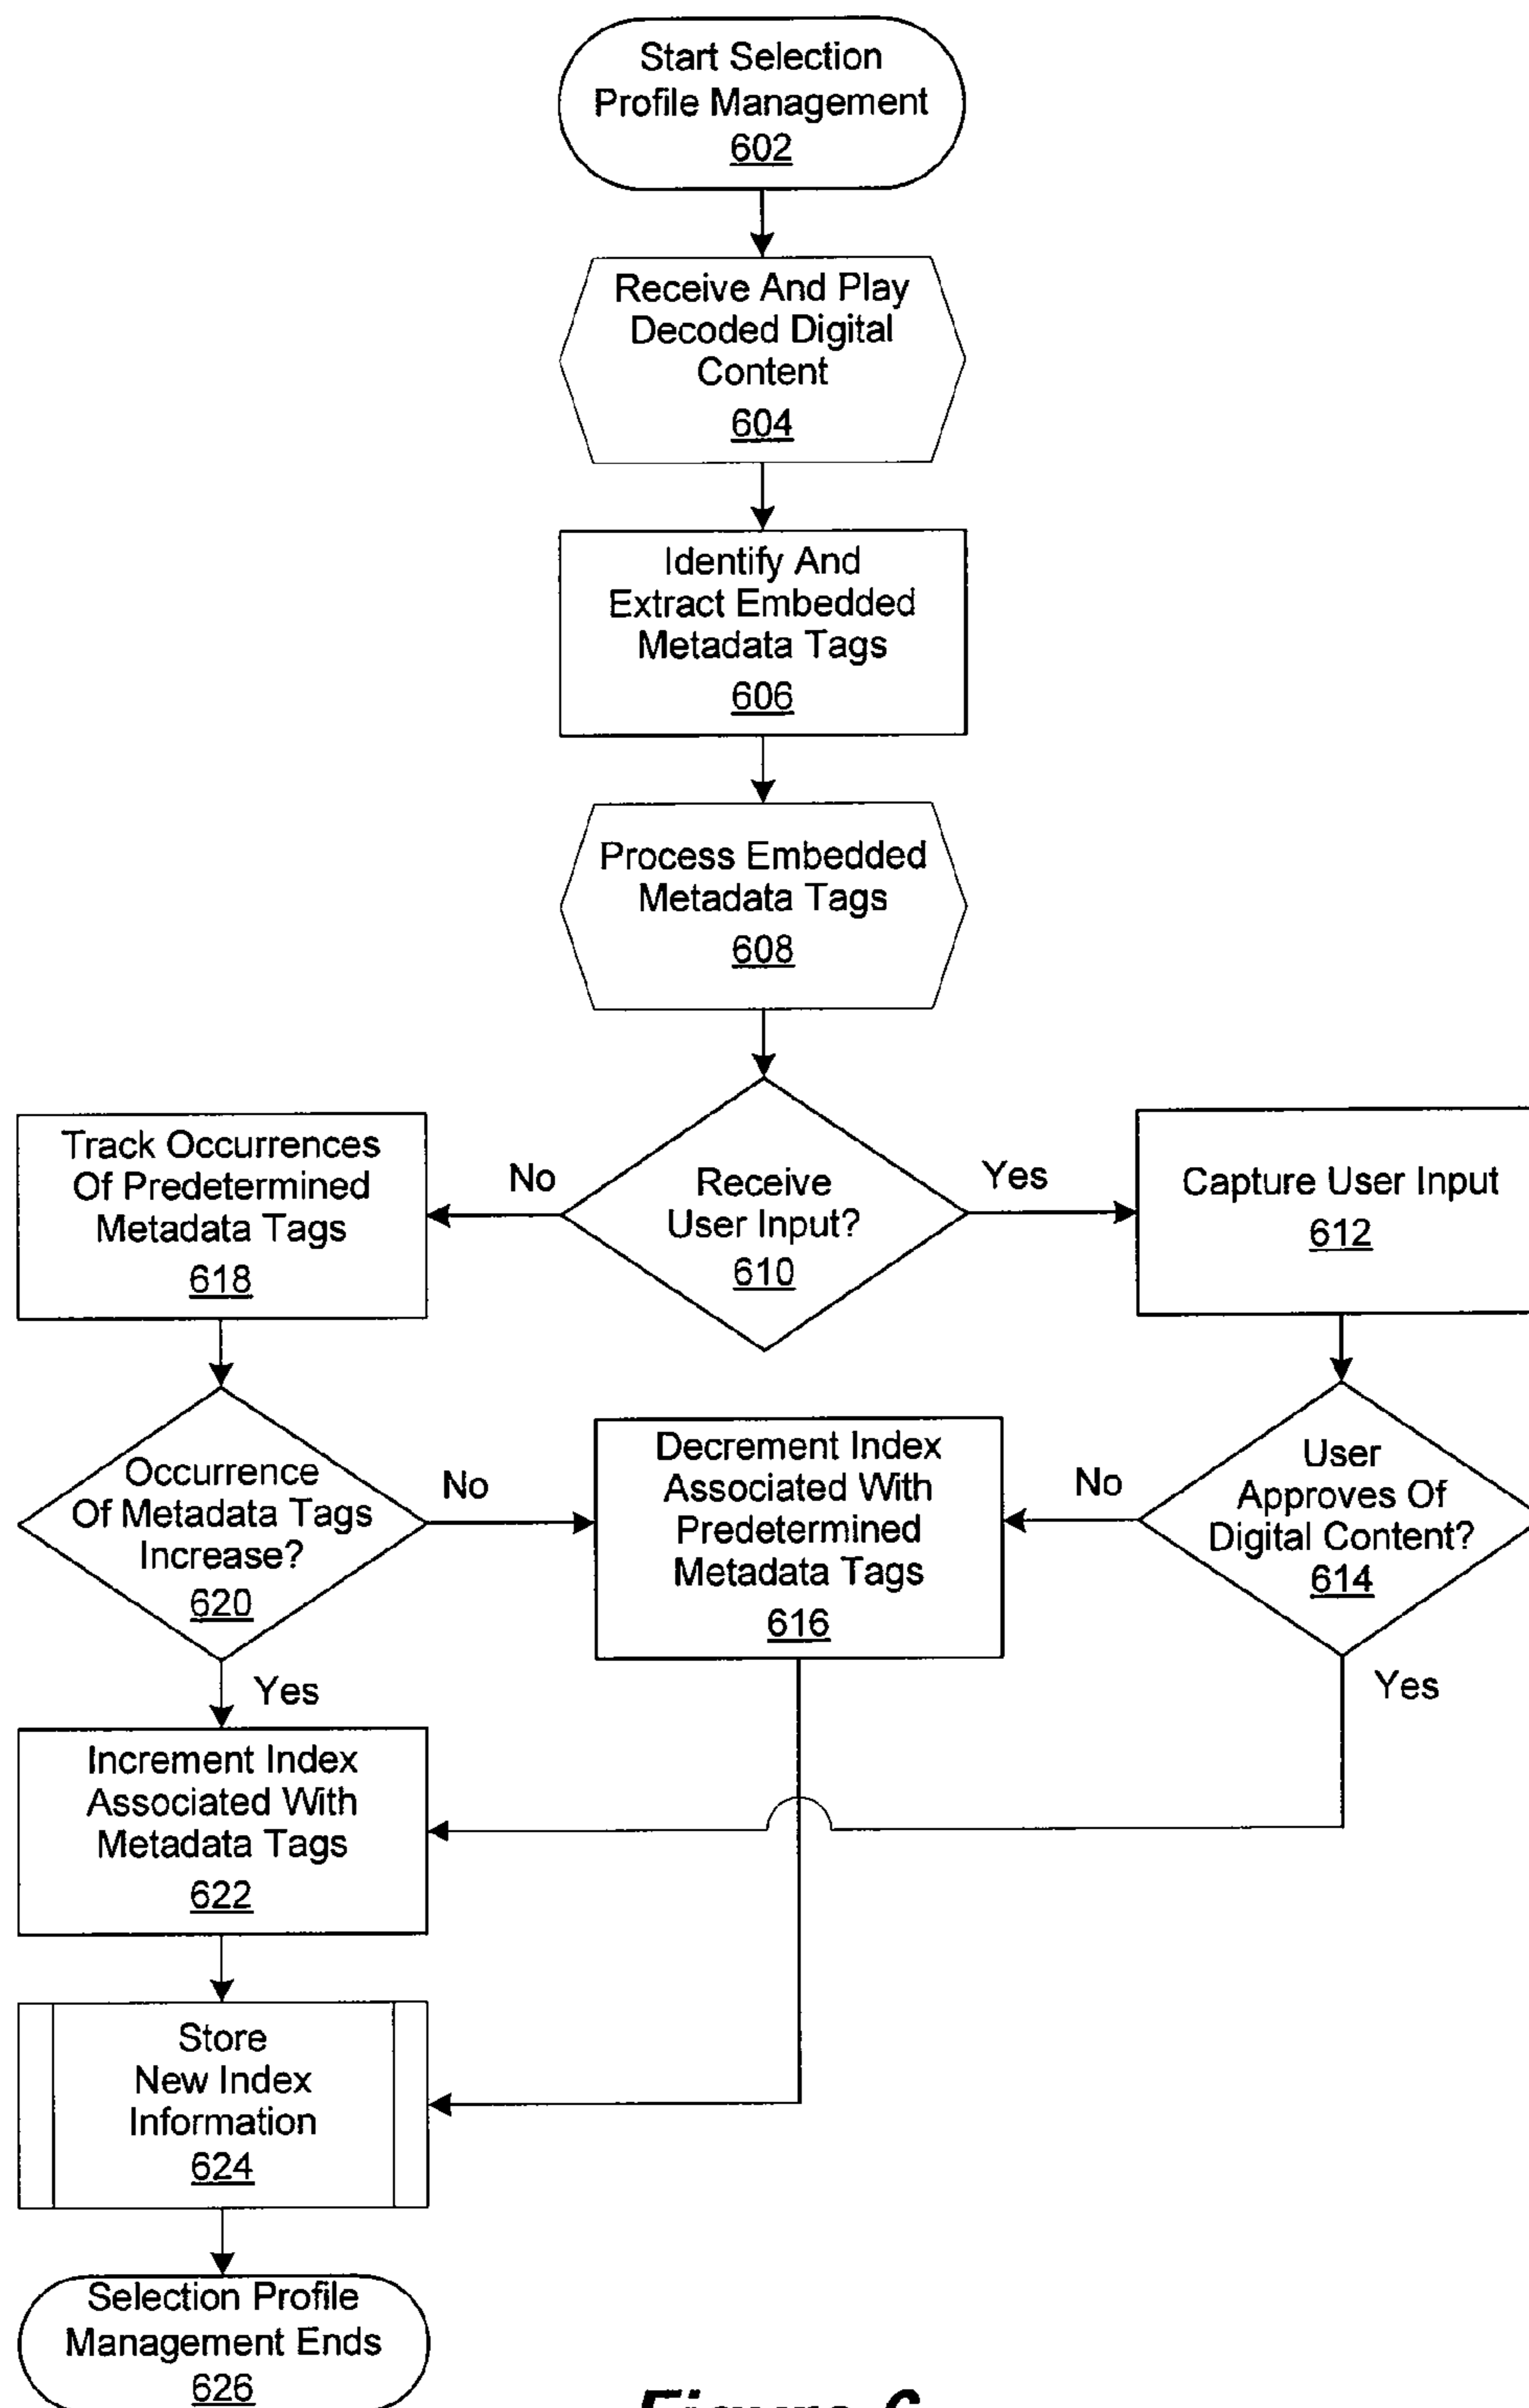 Start Selection
Profile Management
602
Receive And Play
Decoded Digital
Content
604
Identify And
Extract Embedded
Metadata Tags
606
Process Embedded
Metadata Tags
608
Track Occurrences
Of Predetermined
Metadata Tags
618
No
Receive
User Input?
610
Yes
Capture User Input
612
Occurrence
Of Metadata Tags
Increase?
620
No
Decrement Index
Associated With
Predetermined
Metadata Tags
616
No
User
Approves Of
Digital Content?
614
Yes
Yes
Increment Index
Associated With
Metadata Tags
622
Store
New Index
Information
624
Selection Profile
Management Ends
626
Figure 6